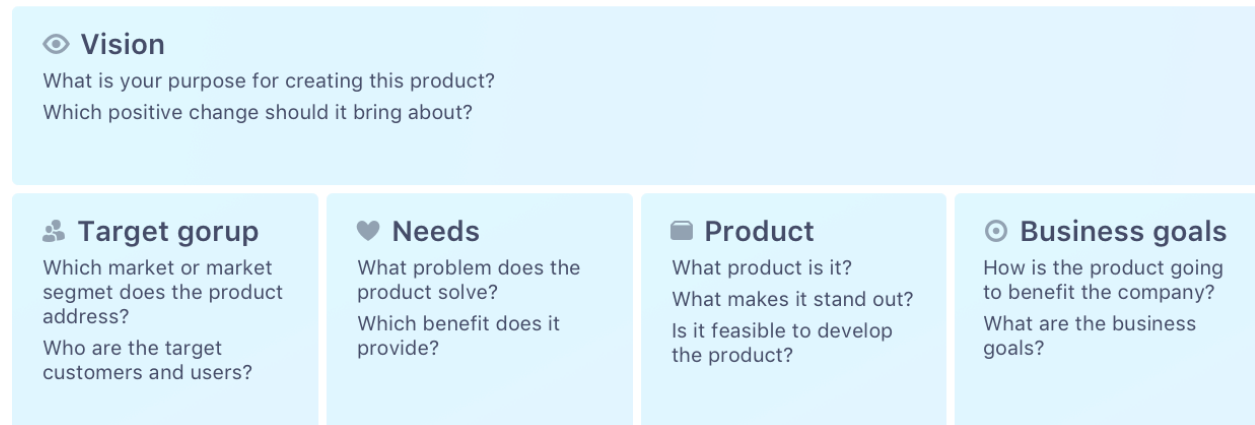 Vision
What is your purpose for creating this product?
Which positive change should it bring about?
Target gorup
Which market or market
segmet does the product
address?
Who are the target
customers and users?
Needs
What problem does the
product solve?
Which benefit does it
provide?
Product
What product is it?
What makes it stand out?
Is it feasible to develop
the product?
Business goals
How is the product going
to benefit the company?
What are the business
goals?